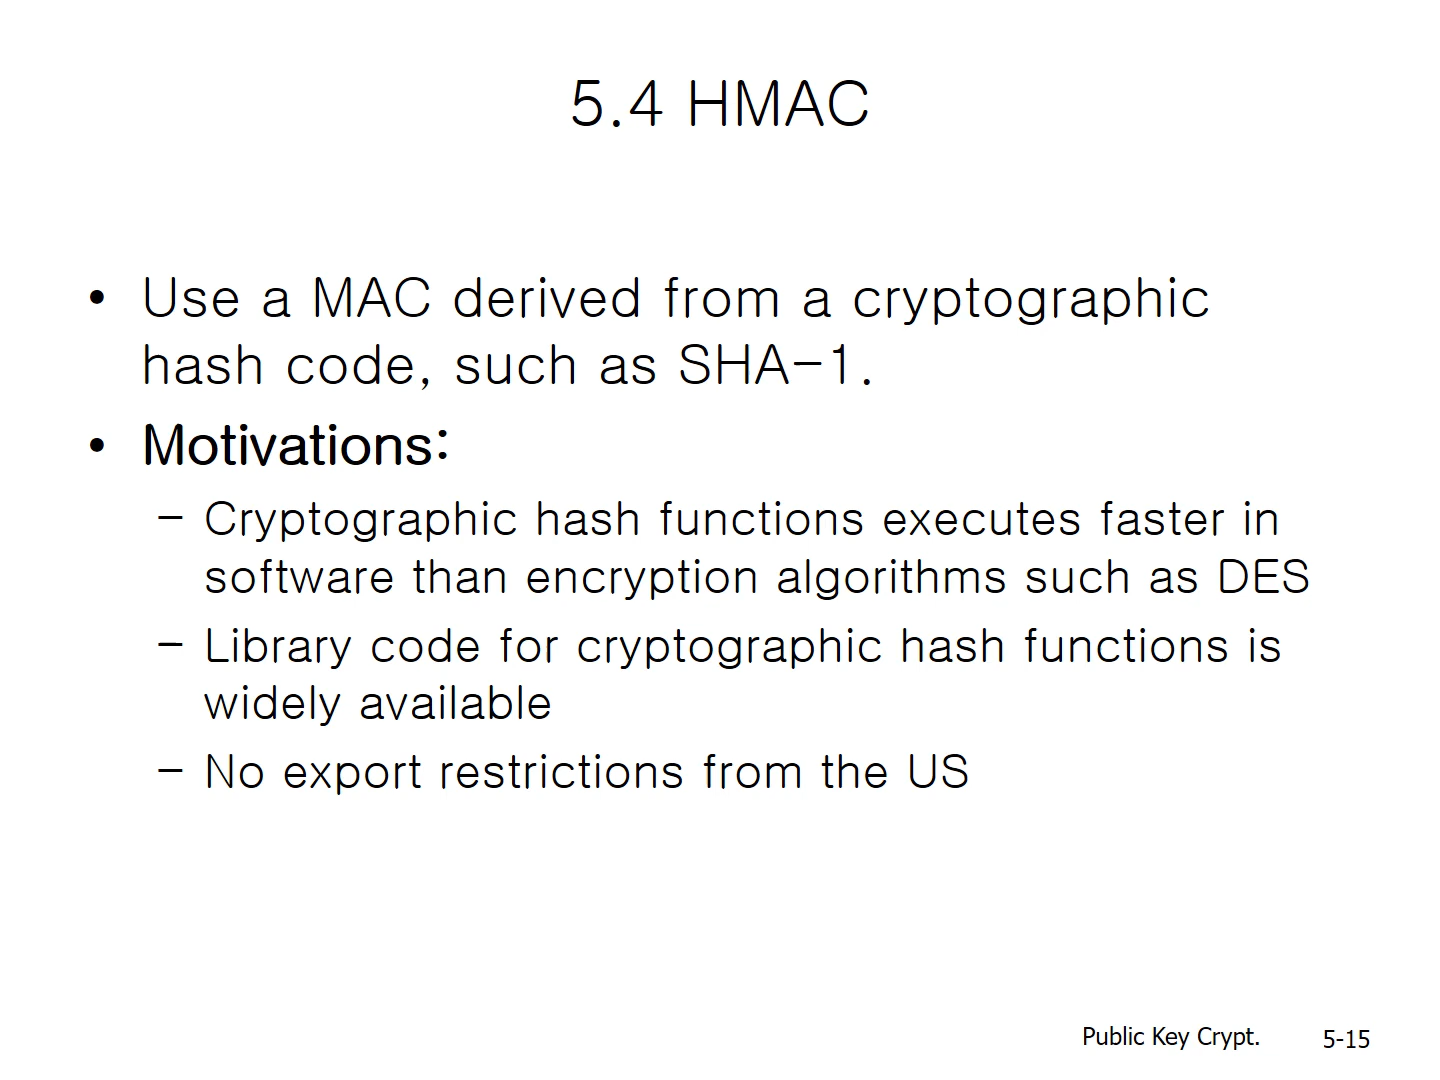 5.4 HMAC
• Use a MAC derived from a cryptographic
hash code, such as SHA-1.
• Motivations:
– Cryptographic hash functions executes faster in
software than encryption algorithms such as DES
– Library code for cryptographic hash functions is
widely available
– No export restrictions from the US
Public Key Crypt. 5-15